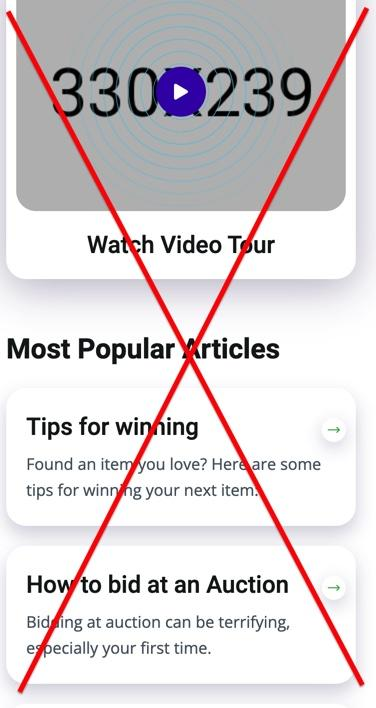 330X239
Watch Video Tour
Most Popular Articles
Tips for winning
Found an item you love? Here are some
tips for winning your next item.
How to bid at an Auction
Bidding at auction can be terrifying,
especially your first time.